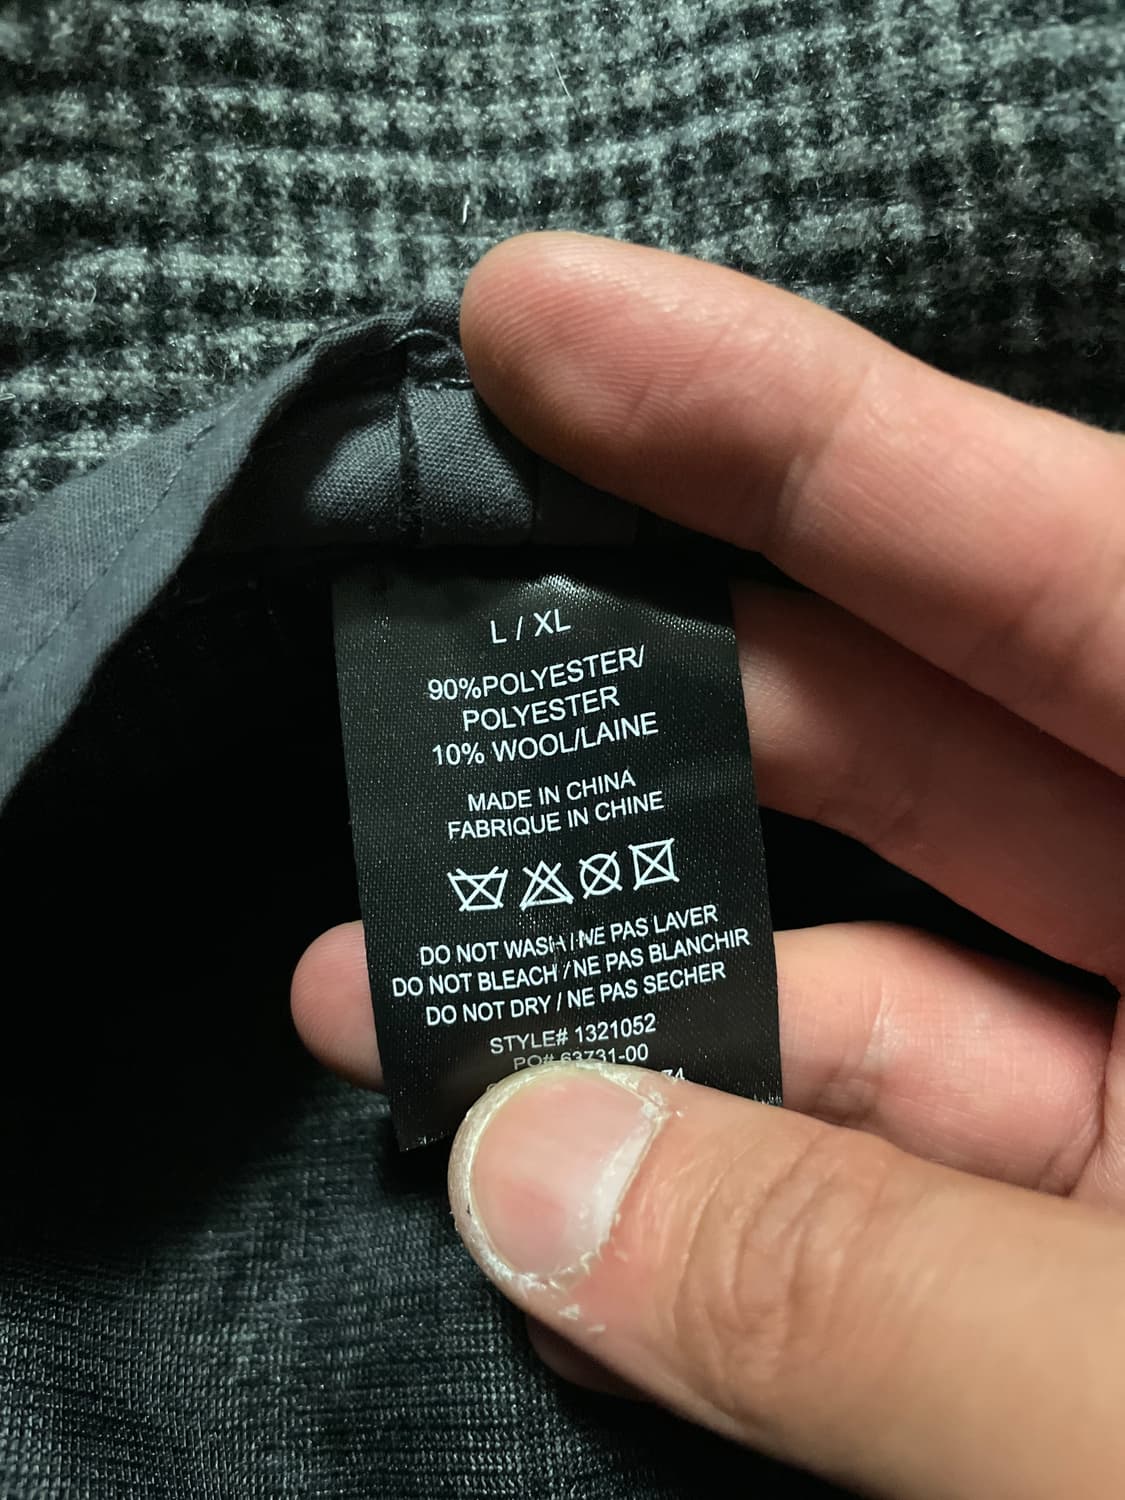 L / XL
90%POLYESTER/
POLYESTER
10% WOOL/LAINE
MADE IN CHINA
FABRIQUE IN CHINE
DO NOT WASH / NE PAS LAVER
DO NOT BLEACH / NE PAS BLANCHIR
DO NOT DRY / NE PAS SECHER
STYLE# 1321052
PO# 63731-00